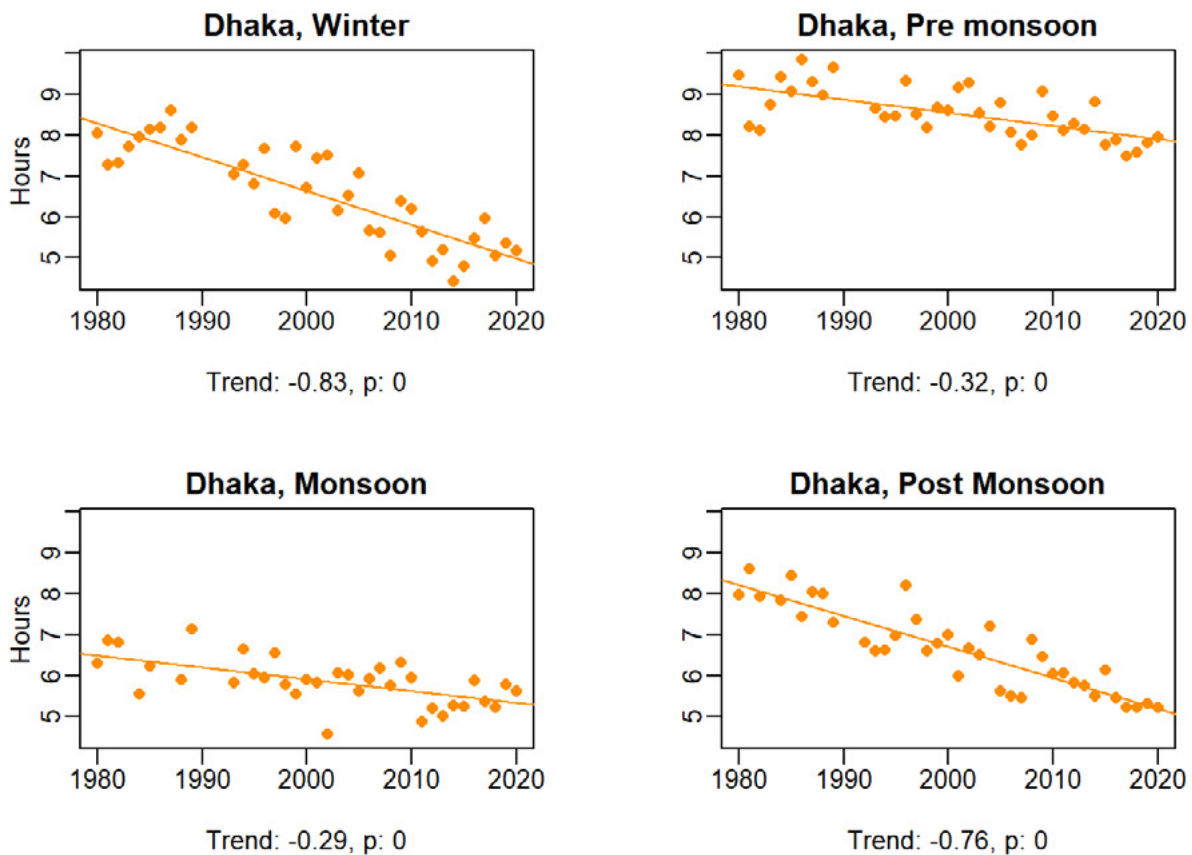 Dhaka, Winter
Hours
9
8
7
6
5
1980 1990 2000 2010 2020
Trend: -0.83, p: 0
Dhaka, Pre monsoon
9
8
7
6
5
1980 1990 2000 2010 2020
Trend: -0.32, p: 0
Dhaka, Monsoon
Hours
9
8
7
6
5
1980 1990 2000 2010 2020
Trend: -0.29, p: 0
Dhaka, Post Monsoon
9
8
7
6
5
1980 1990 2000 2010 2020
Trend: -0.76, p: 0